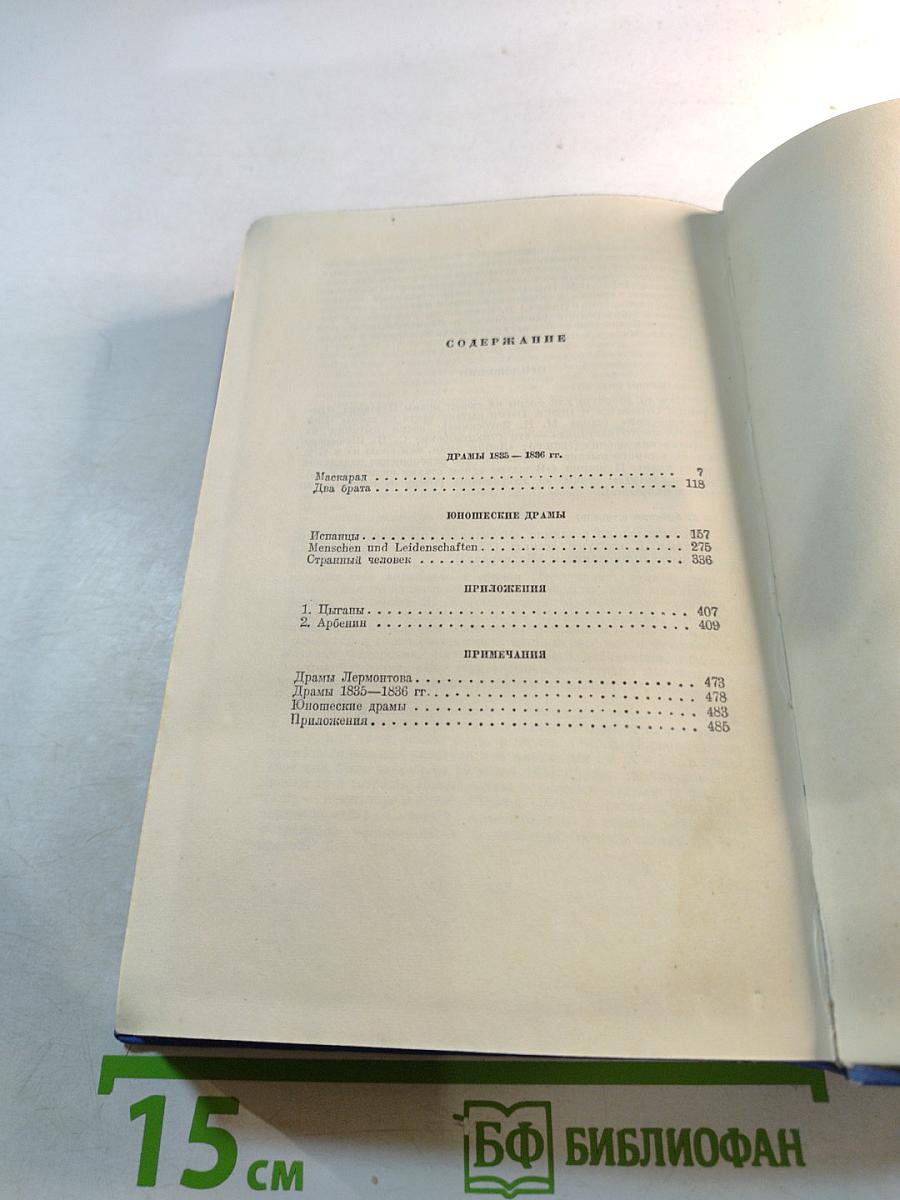 СОДЕРЖАНИЕ
ДРАМЫ 1835 — 1836 гг.
Маскарад . . . . . . . . . . . . . . . . . . . . . . . . . . . . . . 7
Два брата . . . . . . . . . . . . . . . . . . . . . . . . . . . . . . 118
ЮНОШЕСКИЕ ДРАМЫ
Испанцы . . . . . . . . . . . . . . . . . . . . . . . . . . . . . . 157
Menschen und Leidenschaften . . . . . . . . . . . . . . . . . . . . 275
Странный человек . . . . . . . . . . . . . . . . . . . . . . . . . . 336
ПРИЛОЖЕНИЯ
1. Цыганы . . . . . . . . . . . . . . . . . . . . . . . . . . . . . . 407
2. Арбенин . . . . . . . . . . . . . . . . . . . . . . . . . . . . . . 409
ПРИМЕЧАНИЯ
Драмы Лермонтова . . . . . . . . . . . . . . . . . . . . . . . . . . 473
Драмы 1835—1836 гг. . . . . . . . . . . . . . . . . . . . . . . . . . 478
Юношеские драмы . . . . . . . . . . . . . . . . . . . . . . . . . . 483
Приложения . . . . . . . . . . . . . . . . . . . . . . . . . . . . . . 485
15 см
БФ БИБЛИОФАН